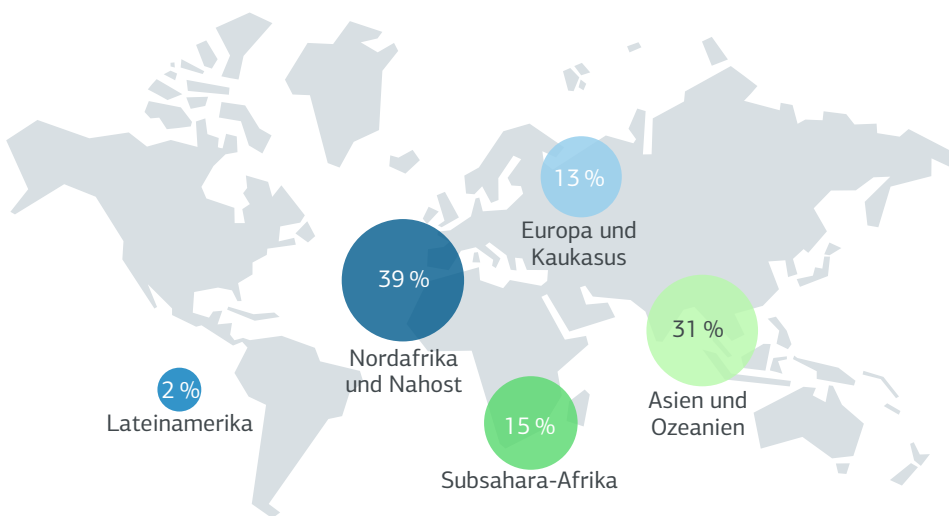 13 %
Europa und
Kaukasus
39 %
Nordafrika
und Nahost
31 %
Asien und
Ozeanien
2 %
Lateinamerika
15 %
Subsahara-Afrika